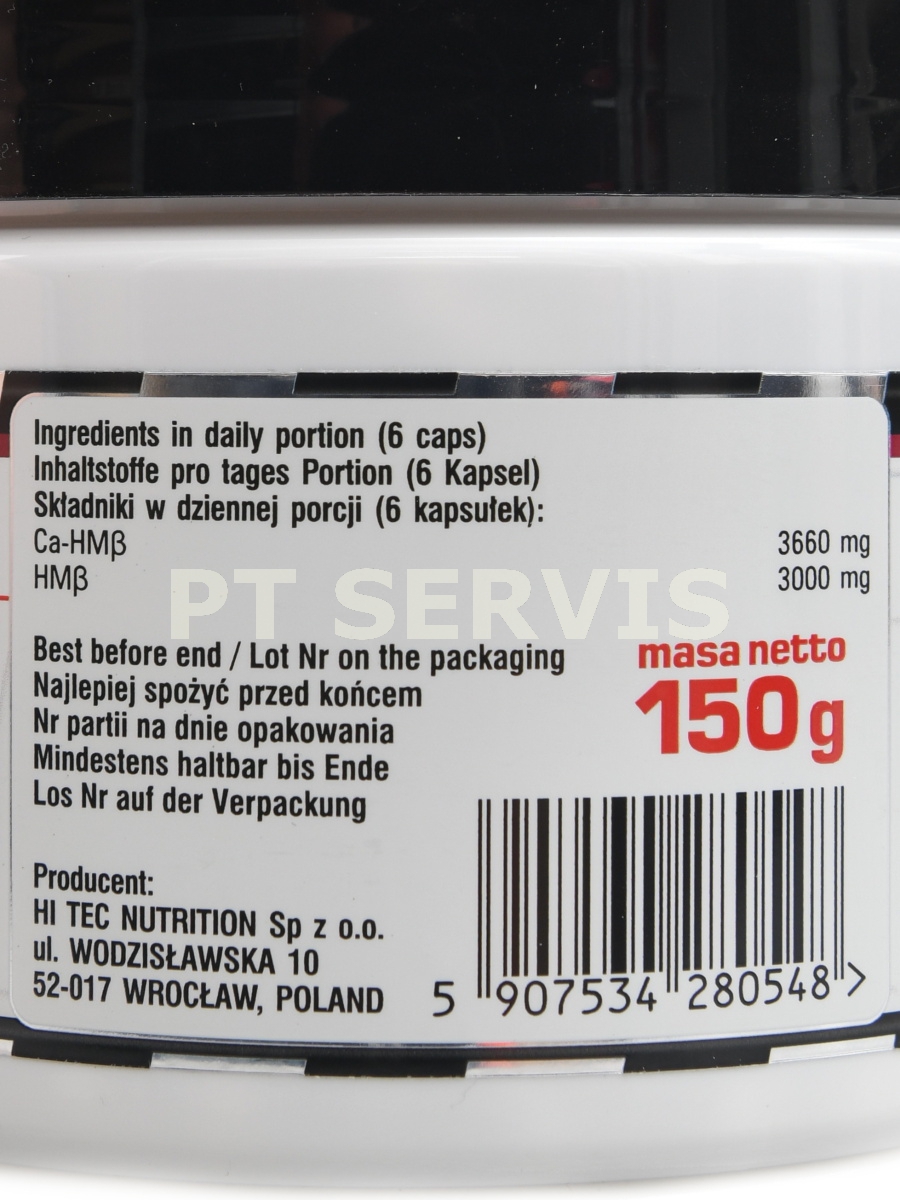 Ingredients in daily portion (6 caps)
Inhaltstoffe pro tages Portion (6 Kapsel)
Składniki w dziennej porcji (6 kapsułek):
Ca-HMβ 3660 mg
HMβ 3000 mg
PT SERVIS
Best before end / Lot Nr on the packaging
Najlepiej spożyć przed końcem
Nr partii na dnie opakowania
Mindestens haltbar bis Ende
Los Nr auf der Verpackung
masa netto
150g
Producent:
HI TEC NUTRITION Sp z o.o.
ul. WODZISŁAWSKA 10
52-017 WROCŁAW, POLAND
5 907534 280548 >